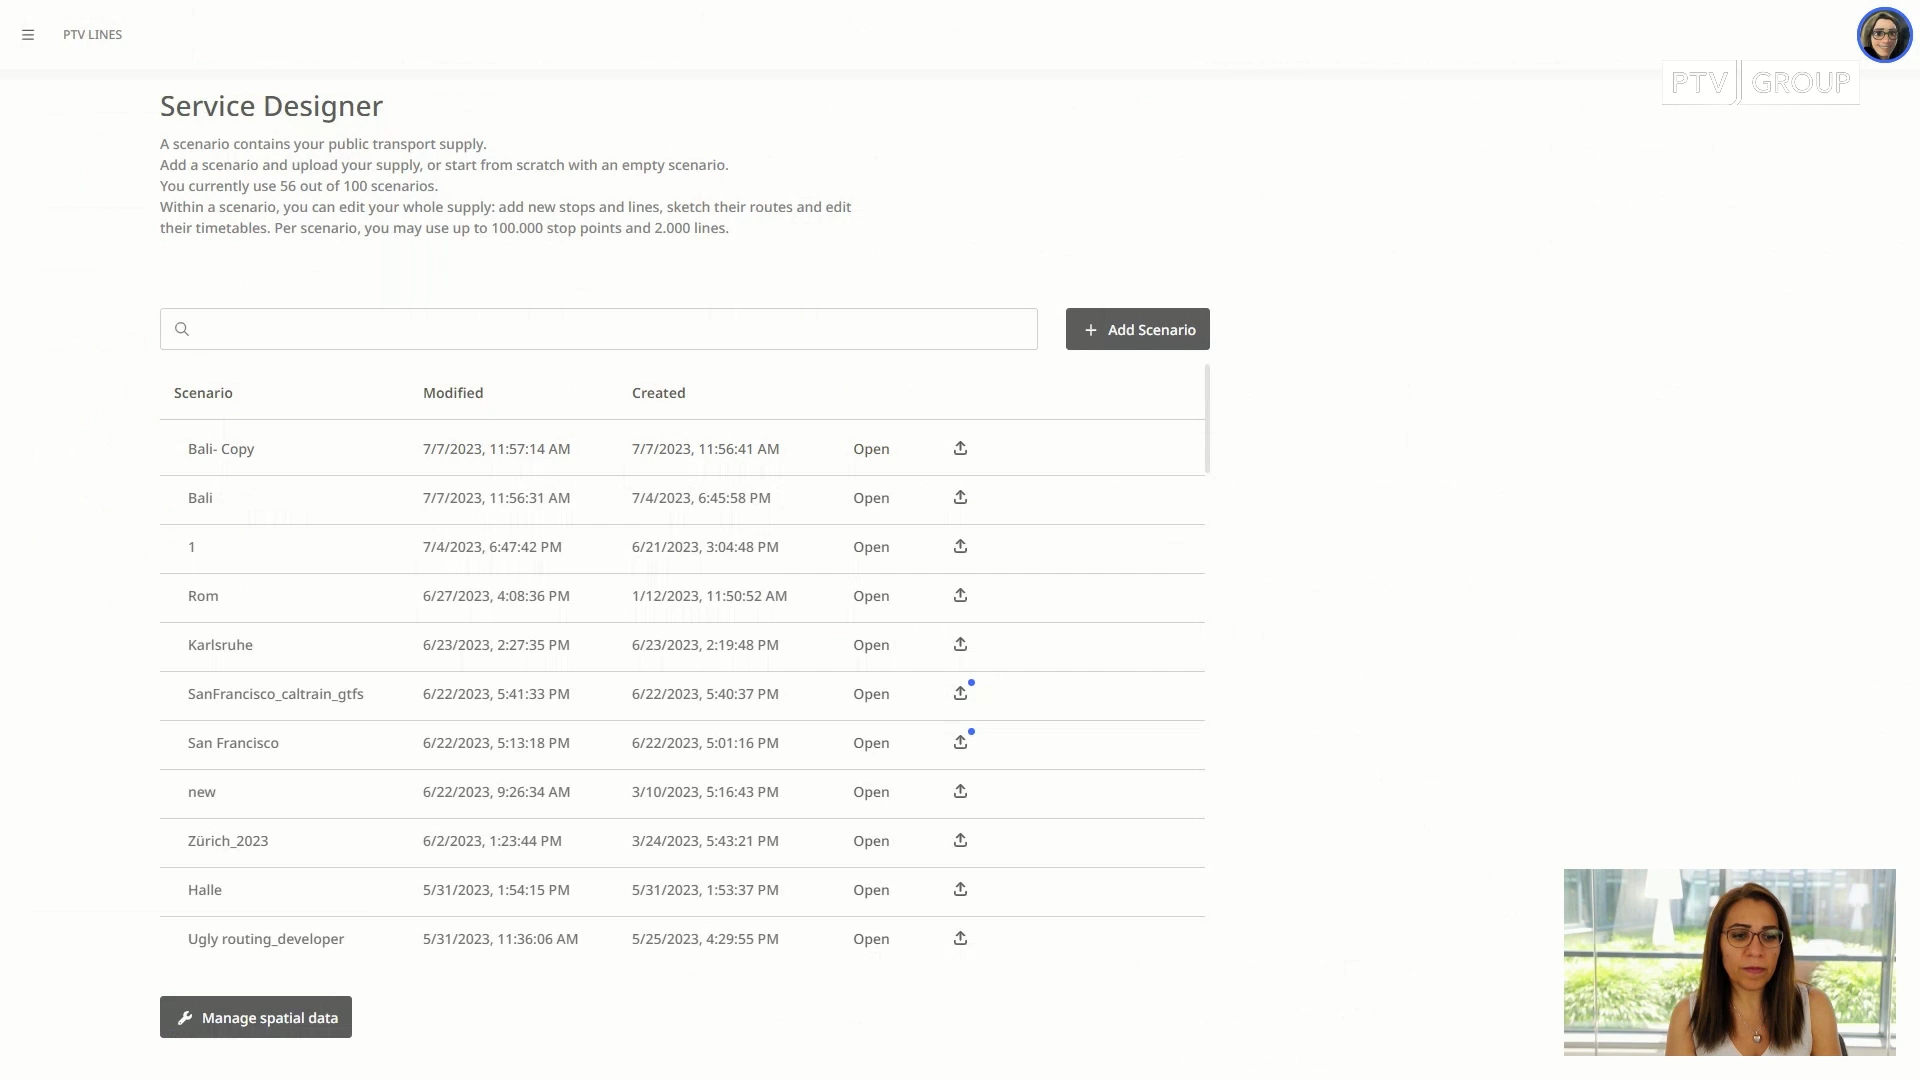 PTV LINES
PTV GROUP
Service Designer
A scenario contains your public transport supply.
Add a scenario and upload your supply, or start from scratch with an empty scenario.
You currently use 56 out of 100 scenarios.
Within a scenario, you can edit your whole supply: add new stops and lines, sketch their routes and edit
their timetables. Per scenario, you may use up to 100.000 stop points and 2.000 lines.
Add Scenario
Scenario Modified Created
Bali- Copy 7/7/2023, 11:57:14 AM 7/7/2023, 11:56:41 AM Open
Bali 7/7/2023, 11:56:31 AM 7/4/2023, 6:45:58 PM Open
1 7/4/2023, 6:47:42 PM 6/21/2023, 3:04:48 PM Open
Rom 6/27/2023, 4:08:36 PM 1/12/2023, 11:50:52 AM Open
Karlsruhe 6/23/2023, 2:27:35 PM 6/23/2023, 2:19:48 PM Open
SanFrancisco_caltrain_gtfs 6/22/2023, 5:41:33 PM 6/22/2023, 5:40:37 PM Open
San Francisco 6/22/2023, 5:13:18 PM 6/22/2023, 5:01:16 PM Open
new 6/22/2023, 9:26:34 AM 3/10/2023, 5:16:43 PM Open
Zürich_2023 6/2/2023, 1:23:44 PM 3/24/2023, 5:43:21 PM Open
Halle 5/31/2023, 1:54:15 PM 5/31/2023, 1:53:37 PM Open
Ugly routing_developer 5/31/2023, 11:36:06 AM 5/25/2023, 4:29:55 PM Open
Manage spatial data